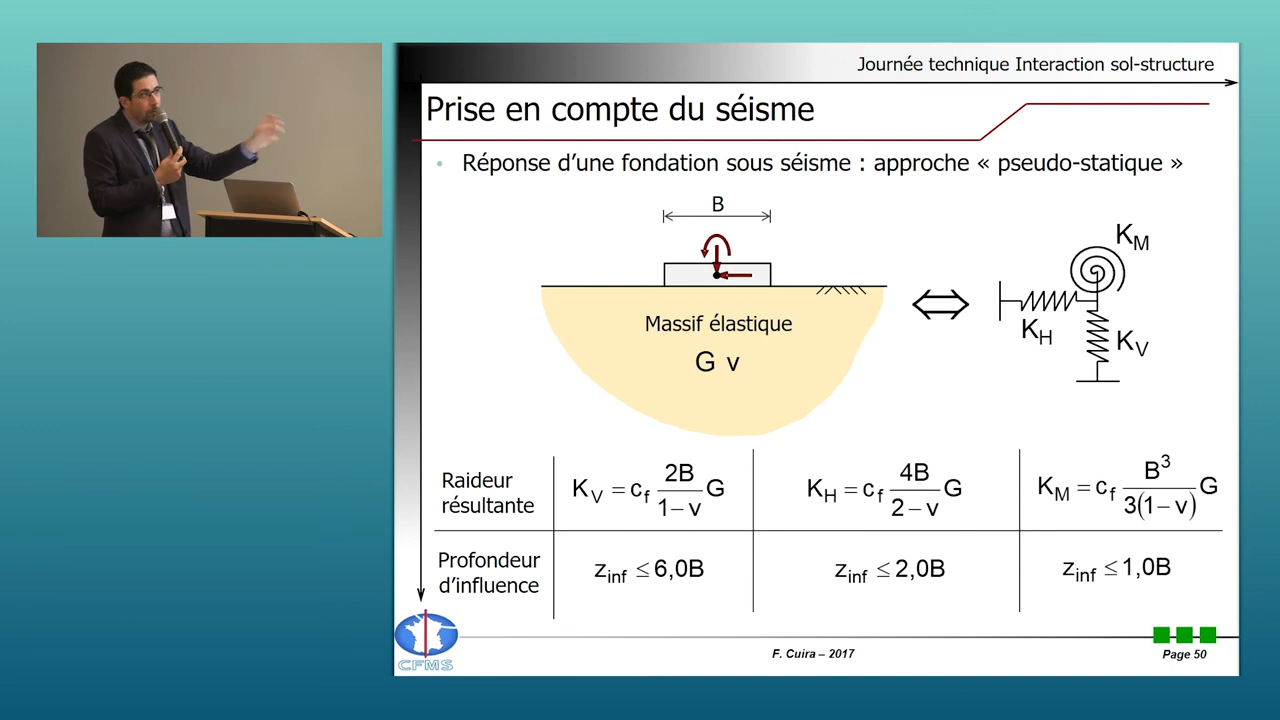 Journée technique Interaction sol-structure
Prise en compte du séisme
• Réponse d’une fondation sous séisme : approche « pseudo-statique »
B
K_M
Massif élastique
K_H
K_V
G ν
Raideur résultante
K_V = c_f 2B/(1−ν) G
K_H = c_f 4B/(2−ν) G
K_M = c_f B³/(3(1−ν)) G
Profondeur d’influence
z_inf ≤ 6,0B
z_inf ≤ 2,0B
z_inf ≤ 1,0B
CFMS
F. Cuira – 2017
Page 50